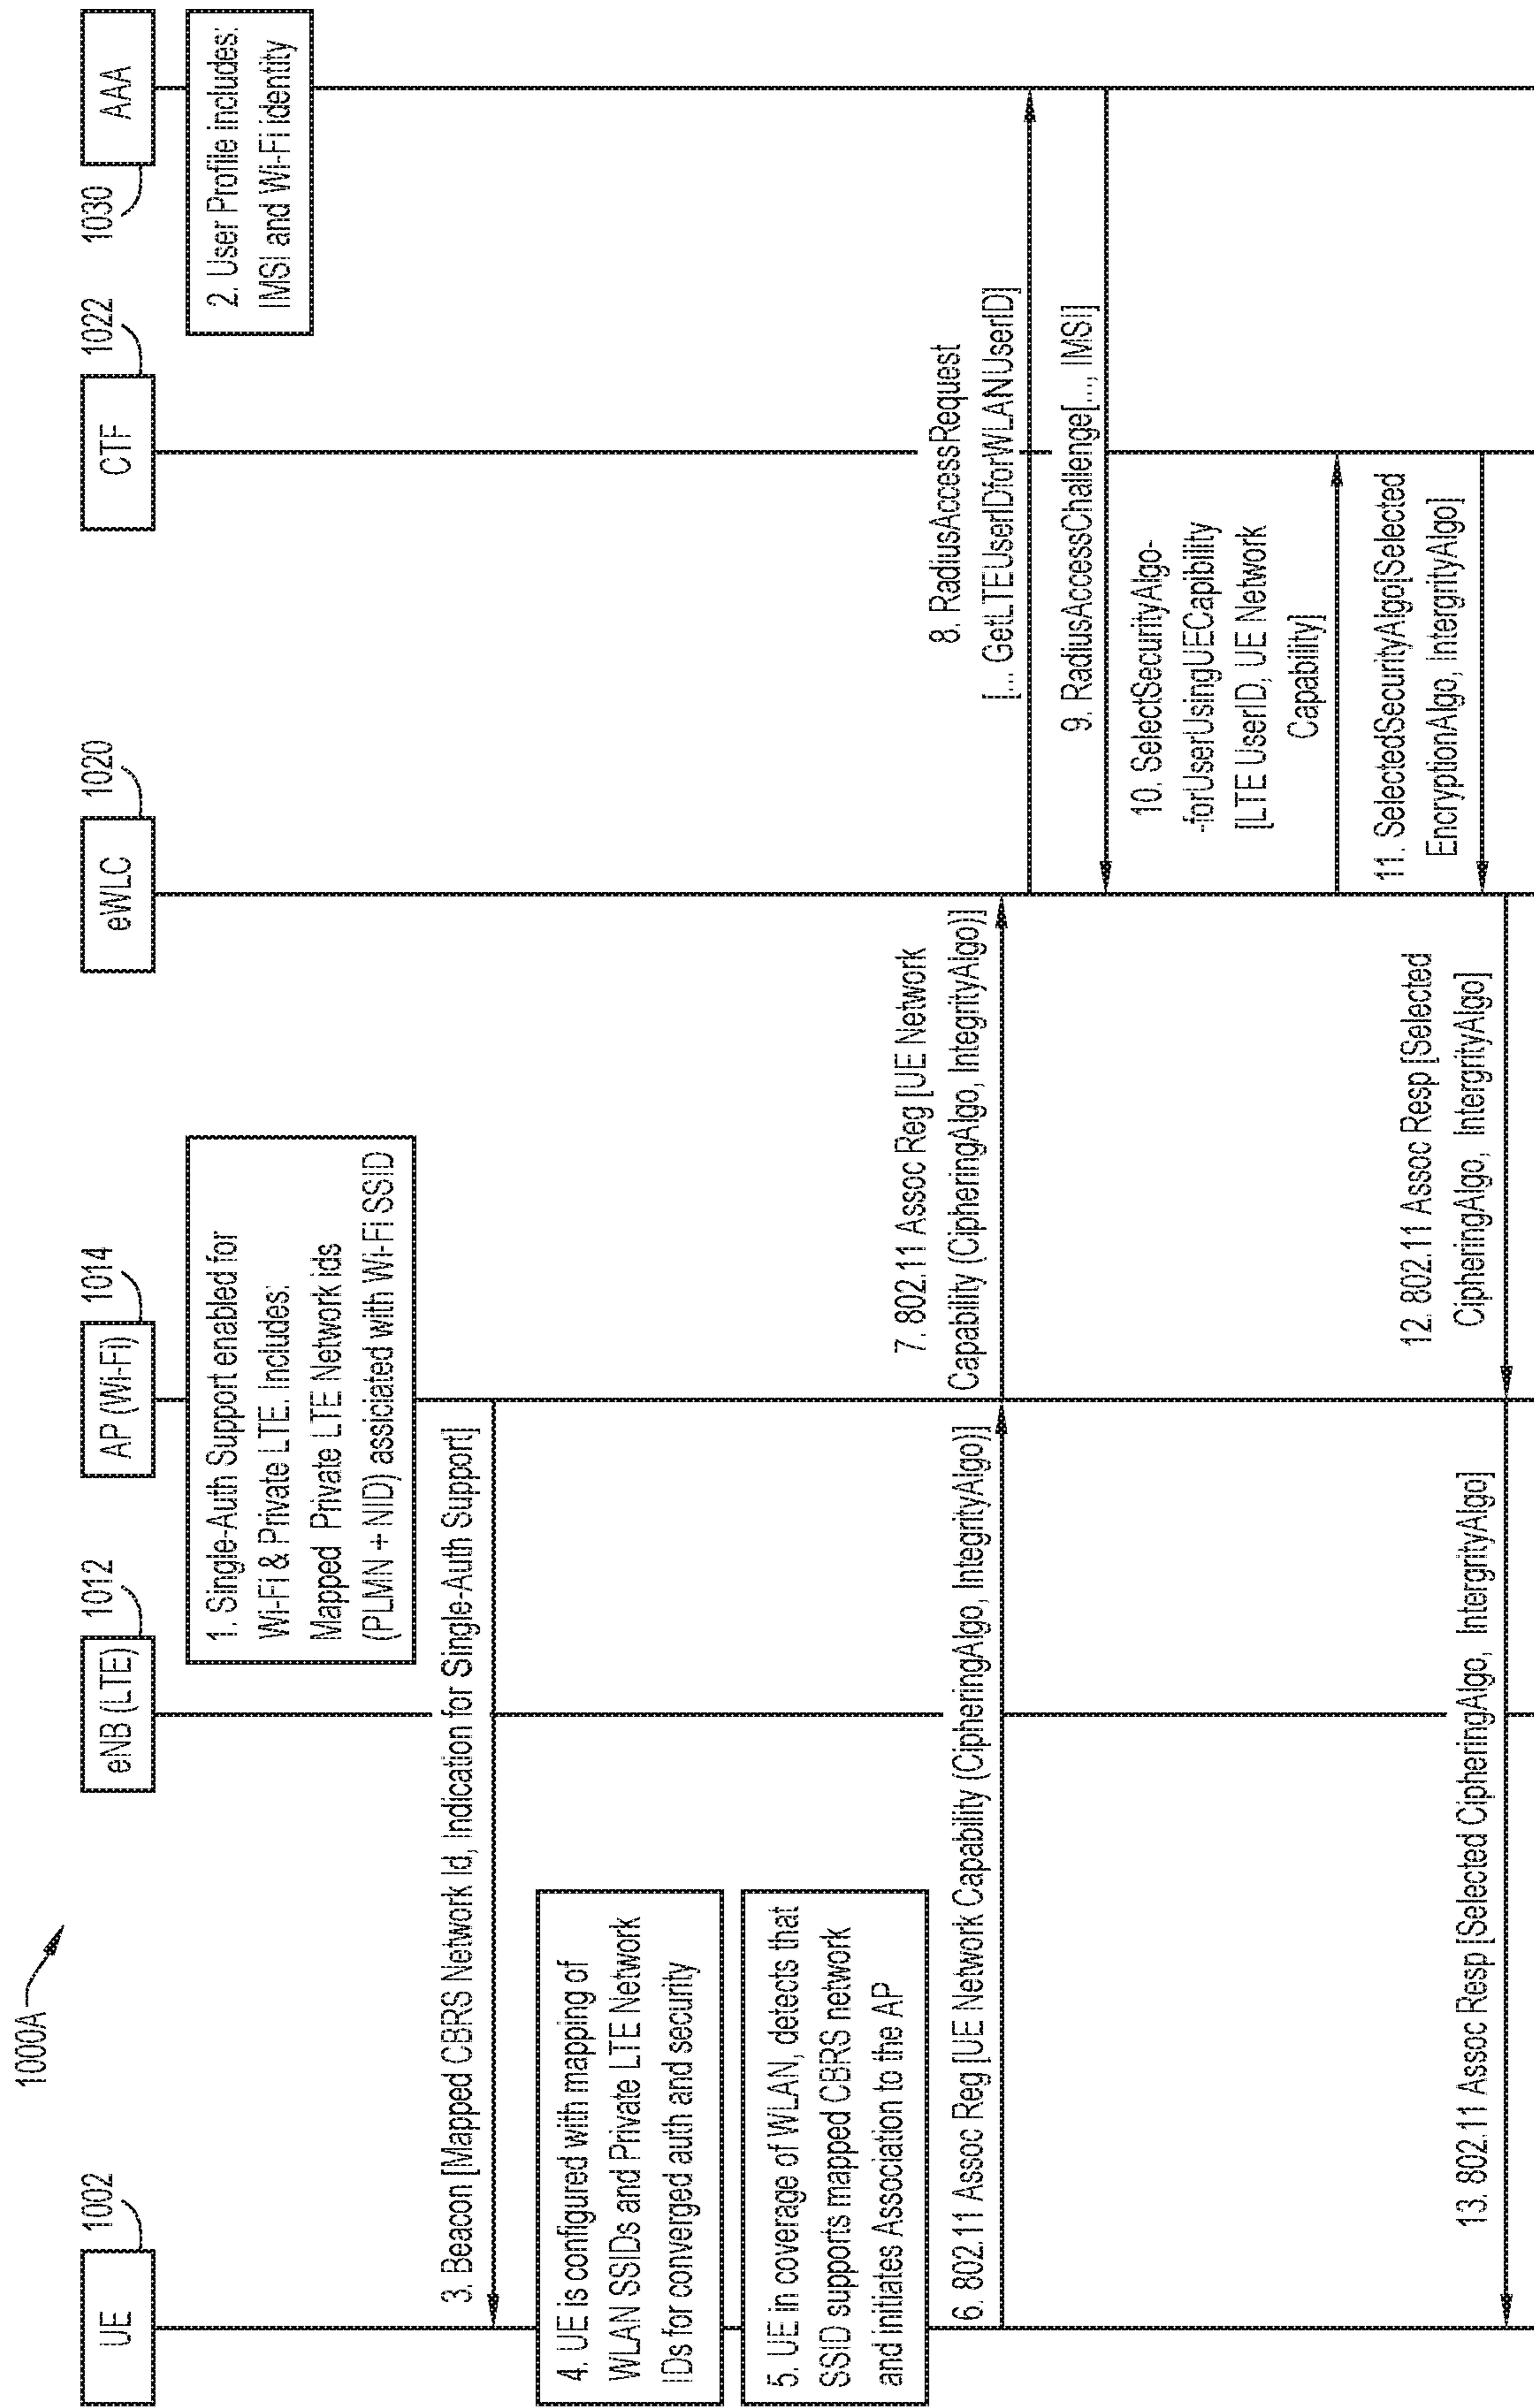 1000A
UE
1002
eNB (LTE)
1012
AP (Wi-Fi)
1014
eWLC
1020
CTF
1022
AAA
1030
1. Single-Auth Support enabled for
Wi-Fi & Private LTE. Includes:
Mapped Private LTE Network ids
(PLMN + NID) assiciated with Wi-Fi SSID
2. User Profile includes:
IMSI and Wi-Fi identity
3. Beacon [Mapped CBRS Network Id, Indication for Single-Auth Support]
4. UE is configured with mapping of
WLAN SSIDs and Private LTE Network
IDs for converged auth and security
5. UE in coverage of WLAN, detects that
SSID supports mapped CBRS network
and initiates Association to the AP
6. 802.11 Assoc Reg [UE Network Capability (CipheringAlgo, IntegrityAlgo)]
7. 802.11 Assoc Reg [UE Network
Capability (CipheringAlgo, IntegrityAlgo)]
8. RadiusAccessRequest
[... GetLTEUserIDforWLANUserID]
9. RadiusAccessChallenge[..., IMSI]
10. SelectSecurityAlgo-
-forUserUsingUECapibility
[LTE UserID, UE Network
Capability]
11. SelectedSecurityAlgo[Selected
EncryptionAlgo, IntergrityAlgo]
12. 802.11 Assoc Resp [Selected
CipheringAlgo, IntergrityAlgo]
13. 802.11 Assoc Resp [Selected CipheringAlgo, IntergrityAlgo]